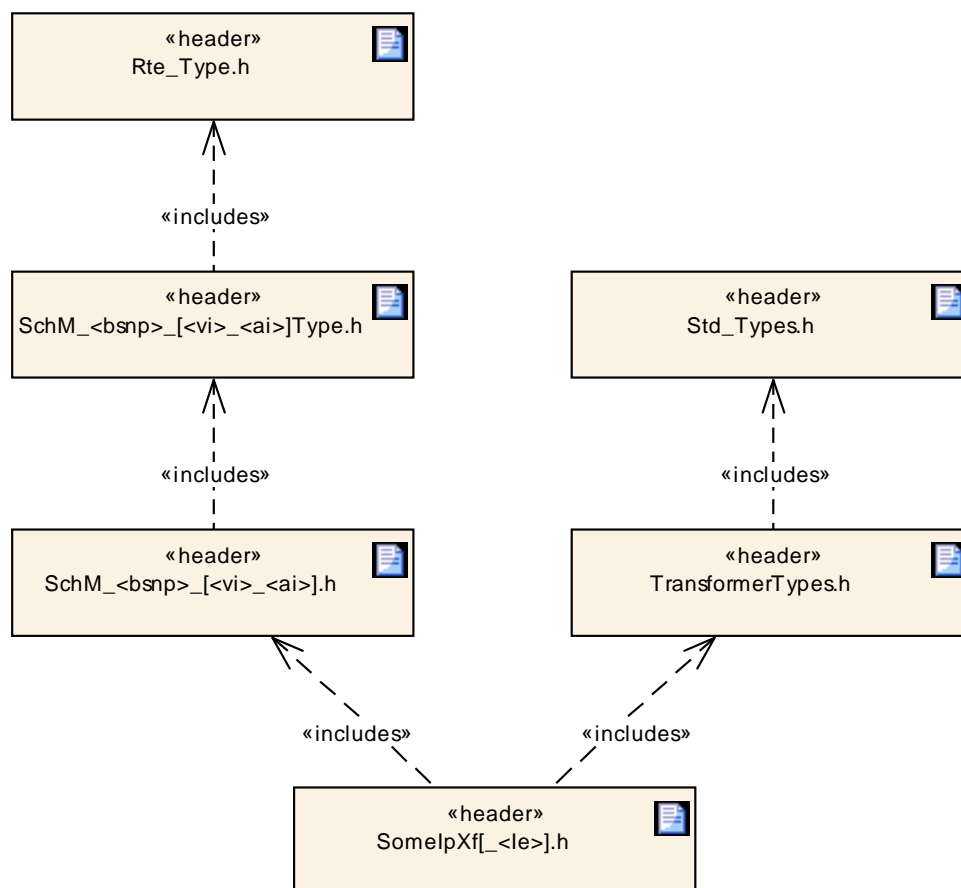 «header»
Rte_Type.h
«includes»
«header»
SchM_<bsnp>_[<vi>_<ai>]Type.h
«header»
Std_Types.h
«includes»
«includes»
«header»
SchM_<bsnp>_[<vi>_<ai>].h
«header»
TransformerTypes.h
«includes»
«includes»
«header»
SomeIpXf[_<Ie>].h